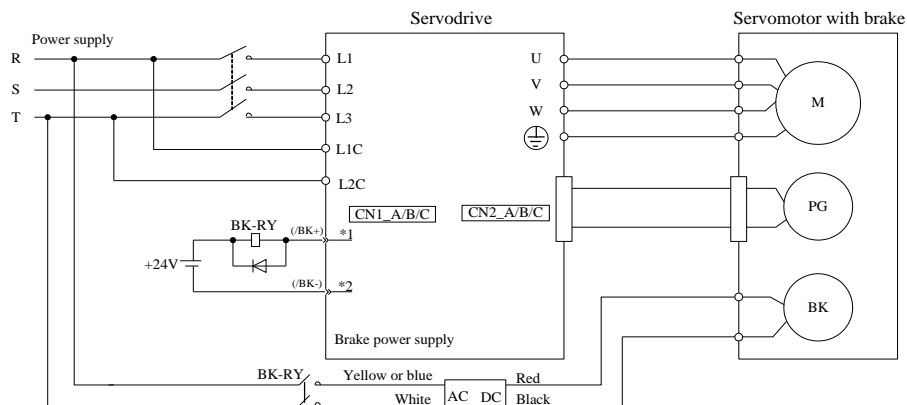 Servodrive
Servomotor with brake
Power supply
R
L1
U
S
L2
V
M
T
L3
W
L1C
L2C
CN1_A/B/C
CN2_A/B/C
PG
BK-RY
(/BK+)
*1
+24V
(/BK-)
*2
BK
Brake power supply
BK-RY
Yellow or blue
Red
White
AC DC
Black